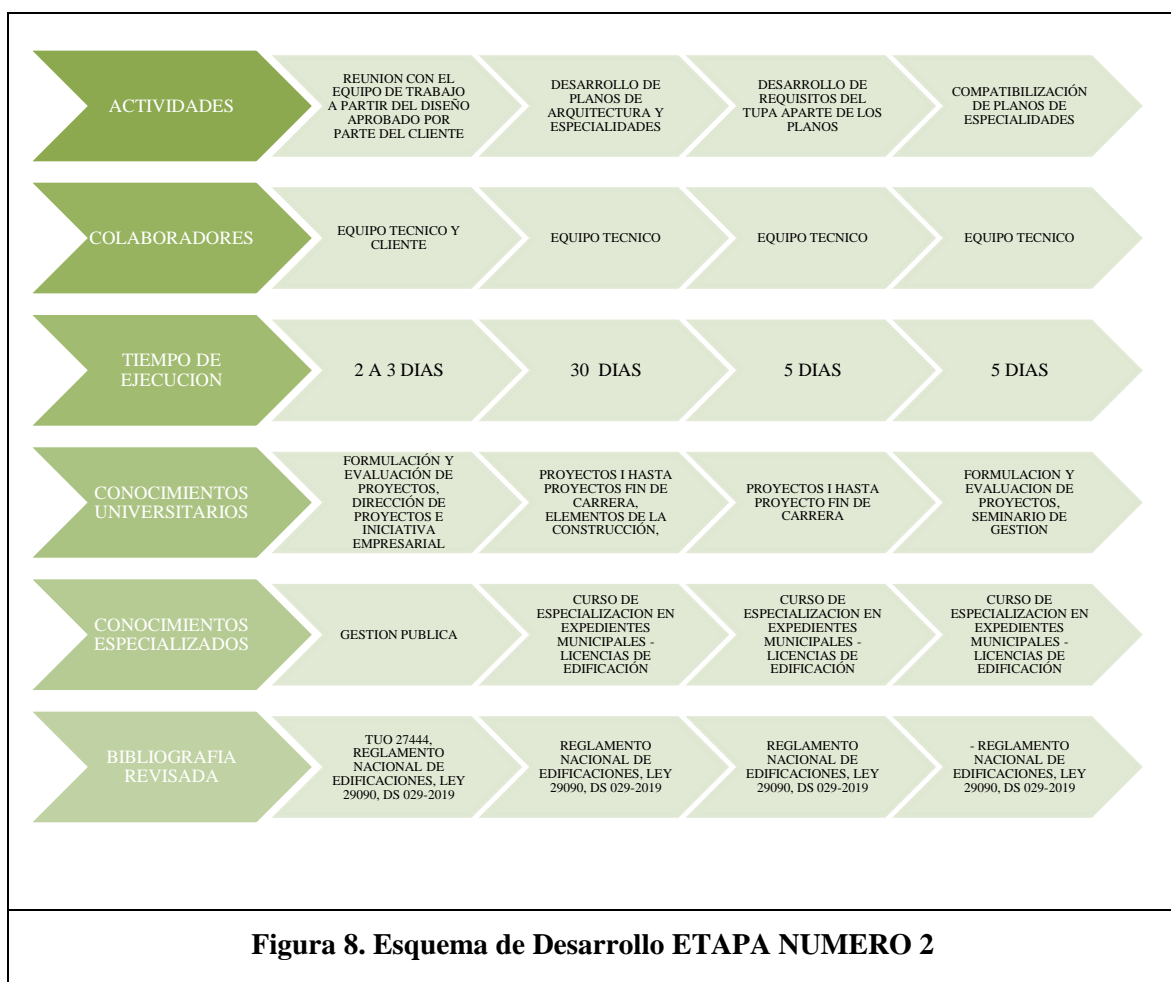 ACTIVIDADES
REUNION CON EL
EQUIPO DE TRABAJO
A PARTIR DEL DISEÑO
APROBADO POR
PARTE DEL CLIENTE
DESARROLLO DE
PLANOS DE
ARQUITECTURA Y
ESPECIALIDADES
DESARROLLO DE
REQUISITOS DEL
TUPA APARTE DE LOS
PLANOS
COMPATIBILIZACIÓN
DE PLANOS DE
ESPECIALIDADES
COLABORADORES
EQUIPO TECNICO Y
CLIENTE
EQUIPO TECNICO
EQUIPO TECNICO
EQUIPO TECNICO
TIEMPO DE
EJECUCION
2 A 3 DIAS
30 DIAS
5 DIAS
5 DIAS
CONOCIMIENTOS
UNIVERSITARIOS
FORMULACIÓN Y
EVALUACIÓN DE
PROYECTOS,
DIRECCIÓN DE
PROYECTOS E
INICIATIVA
EMPRESARIAL
PROYECTOS I HASTA
PROYECTOS FIN DE
CARRERA,
ELEMENTOS DE LA
CONSTRUCCIÓN,
PROYECTOS I HASTA
PROYECTO FIN DE
CARRERA
FORMULACION Y
EVALUACION DE
PROYECTOS,
SEMINARIO DE
GESTION
CONOCIMIENTOS
ESPECIALIZADOS
GESTION PUBLICA
CURSO DE
ESPECIALIZACION EN
EXPEDIENTES
MUNICIPALES -
LICENCIAS DE
EDIFICACIÓN
CURSO DE
ESPECIALIZACION EN
EXPEDIENTES
MUNICIPALES -
LICENCIAS DE
EDIFICACIÓN
CURSO DE
ESPECIALIZACION EN
EXPEDIENTES
MUNICIPALES -
LICENCIAS DE
EDIFICACIÓN
BIBLIOGRAFIA
REVISADA
TUO 27444,
REGLAMENTO
NACIONAL DE
EDIFICACIONES, LEY
29090, DS 029-2019
REGLAMENTO
NACIONAL DE
EDIFICACIONES, LEY
29090, DS 029-2019
REGLAMENTO
NACIONAL DE
EDIFICACIONES, LEY
29090, DS 029-2019
- REGLAMENTO
NACIONAL DE
EDIFICACIONES, LEY
29090, DS 029-2019
Figura 8. Esquema de Desarrollo ETAPA NUMERO 2